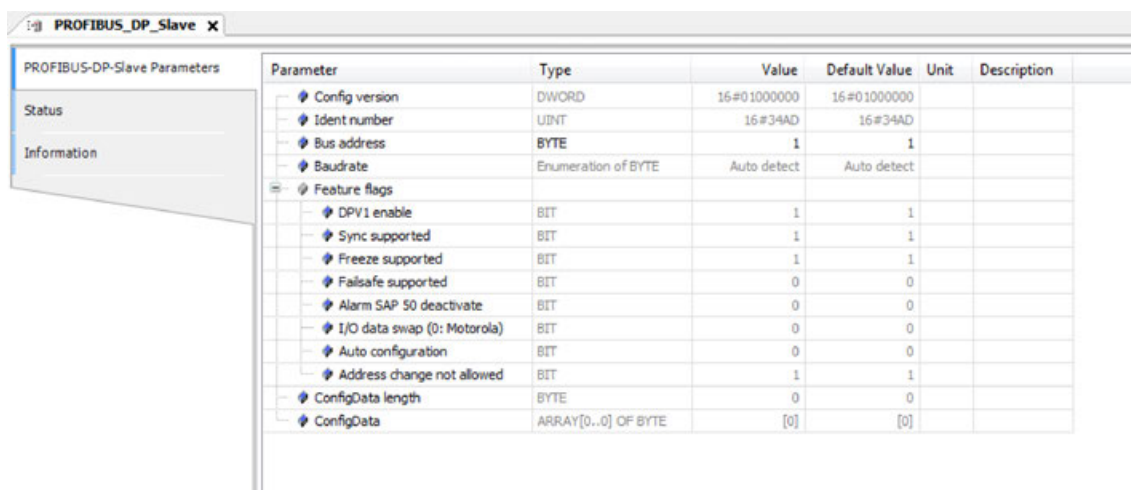 PROFIBUS_DP_Slave X
PROFIBUS-DP-Slave Parameters
Status
Information
Parameter Type Value Default Value Unit Description
Config version DWORD 16#01000000 16#01000000
Ident number UINT 16#34AD 16#34AD
Bus address BYTE 1 1
Baudrate Enumeration of BYTE Auto detect Auto detect
Feature flags
DPV1 enable BIT 1 1
Sync supported BIT 1 1
Freeze supported BIT 1 1
Failsafe supported BIT 0 0
Alarm SAP 50 deactivate BIT 0 0
I/O data swap (0: Motorola) BIT 0 0
Auto configuration BIT 0 0
Address change not allowed BIT 1 1
ConfigData length BYTE 0 0
ConfigData ARRAY[0..0] OF BYTE [0] [0]